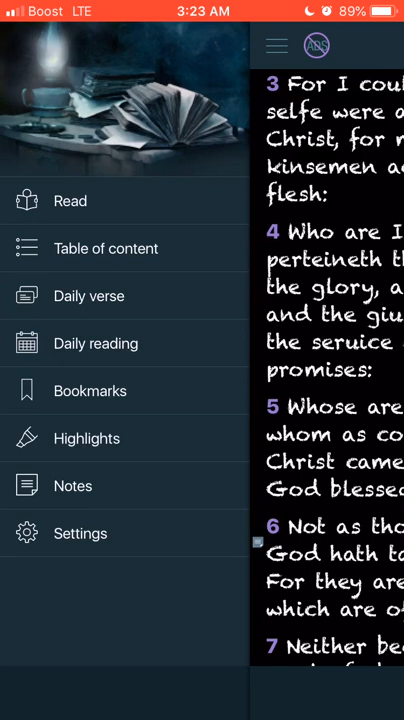 Boost LTE 3:23 AM 89%
ADS
Read
Table of content
Daily verse
Daily reading
Bookmarks
Highlights
Notes
Settings
3 For I coul
selfe were a
Christ, for m
kinsemen ac
flesh:
4 Who are I
perteineth th
the glory, a
and the giu
the seruice
promises:
5 Whose are
whom as co
Christ came
God blessed
6 Not as tho
God hath ta
For they are
which are of
7 Neither bec